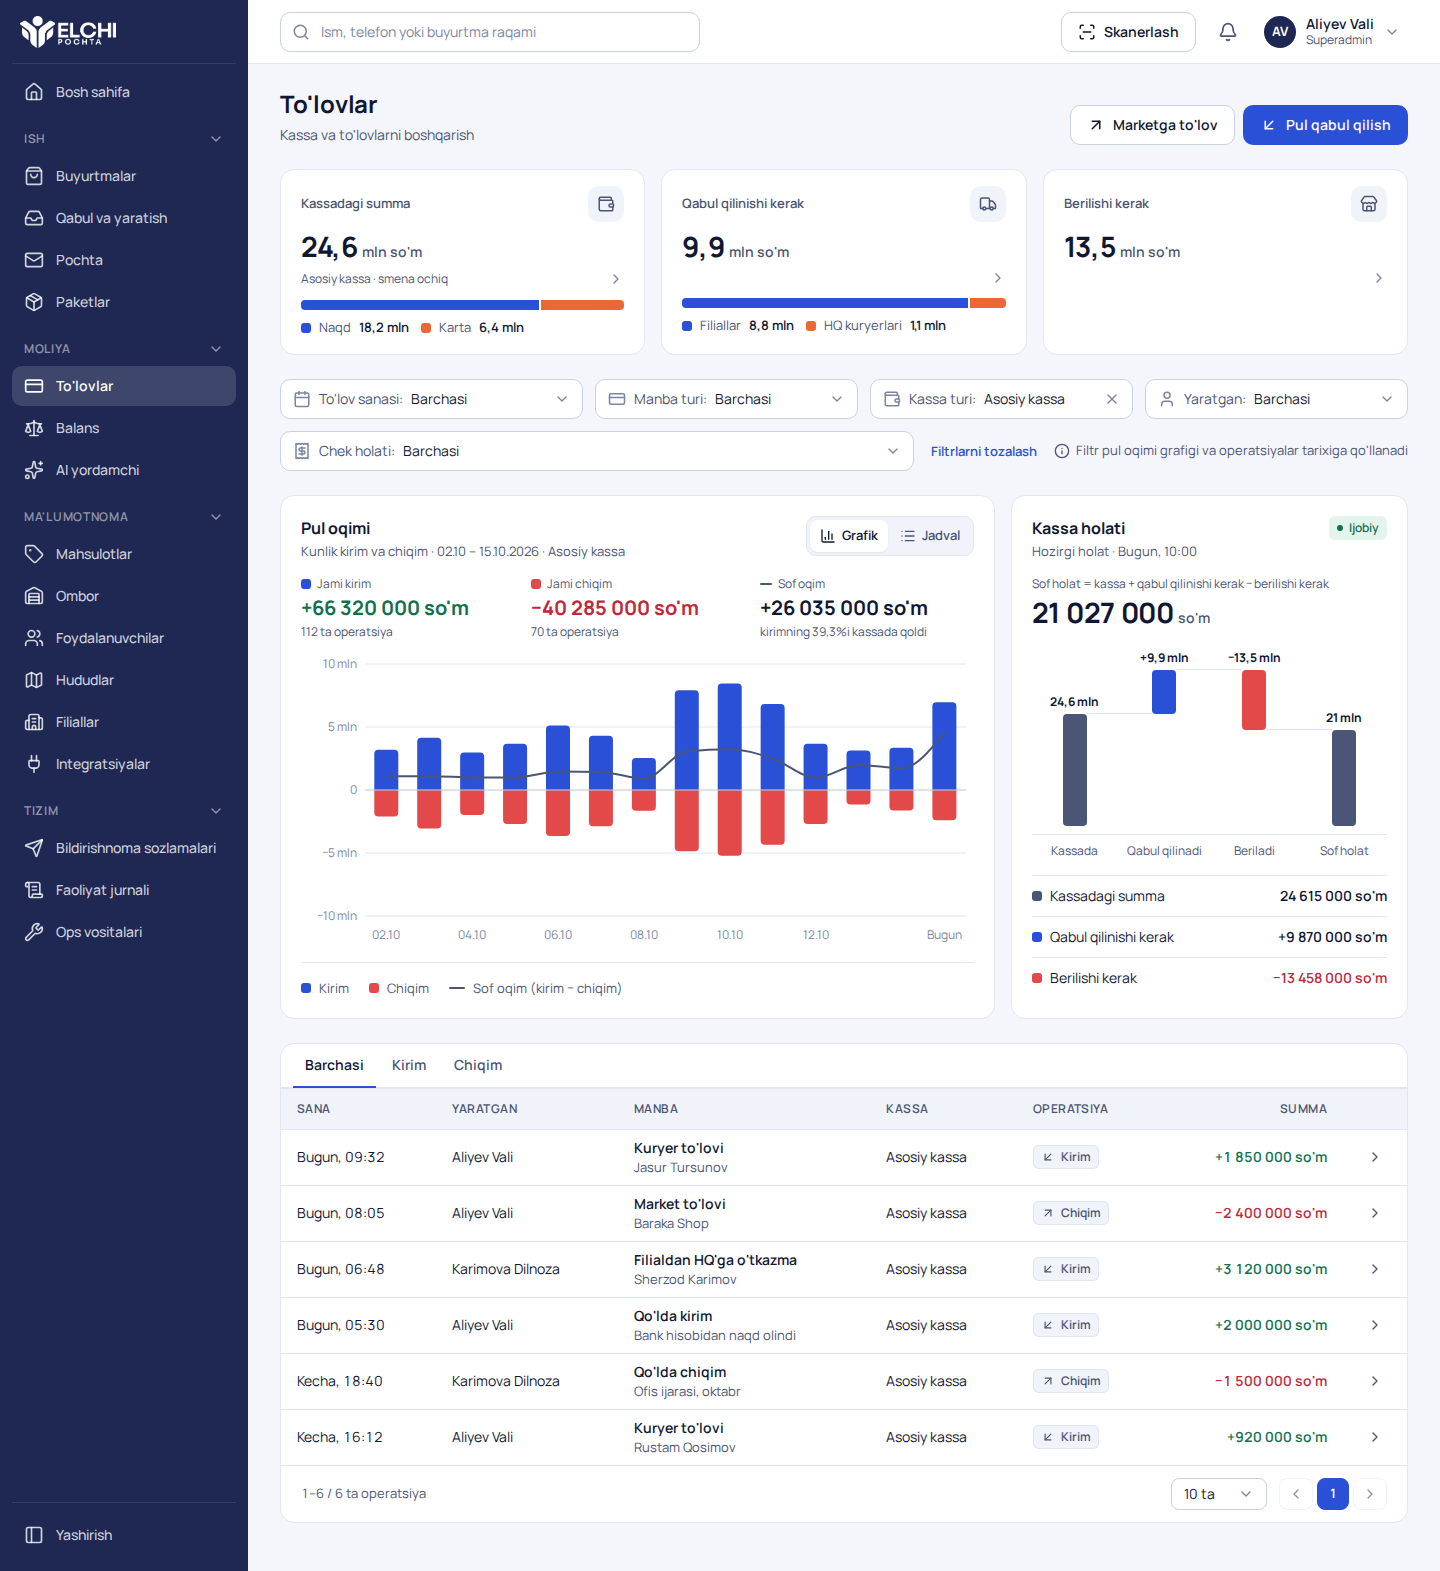 ELCHI
POCHTA
Ism, telefon yoki buyurtma raqami
Skanerlash
AV
Aliyev Vali
Superadmin
Bosh sahifa
ISH
Buyurtmalar
Qabul va yaratish
Pochta
Paketlar
MOLIYA
To'lovlar
Balans
AI yordamchi
MA'LUMOTNOMA
Mahsulotlar
Ombor
Foydalanuvchilar
Hududlar
Filiallar
Integratsiyalar
TIZIM
Bildirishnoma sozlamalari
Faoliyat jurnali
Ops vositalari
Yashirish
To'lovlar
Kassa va to'lovlarni boshqarish
Marketga to'lov
Pul qabul qilish
Kassadagi summa
24,6 mln so'm
Asosiy kassa · smena ochiq
Naqd 18,2 mln Karta 6,4 mln
Qabul qilinishi kerak
9,9 mln so'm
Filiallar 8,8 mln HQ kuryerlari 1,1 mln
Berilishi kerak
13,5 mln so'm
To'lov sanasi: Barchasi
Manba turi: Barchasi
Kassa turi: Asosiy kassa
Yaratgan: Barchasi
Chek holati: Barchasi
Filtrlarni tozalash
Filtr pul oqimi grafigi va operatsiyalar tarixiga qo'llanadi
Pul oqimi
Kunlik kirim va chiqim · 02.10 – 15.10.2026 · Asosiy kassa
Grafik
Jadval
Jami kirim
+66 320 000 so'm
112 ta operatsiya
Jami chiqim
−40 285 000 so'm
70 ta operatsiya
Sof oqim
+26 035 000 so'm
kirimning 39,3%i kassada qoldi
10 mln
5 mln
0
−5 mln
−10 mln
02.10 04.10 06.10 08.10 10.10 12.10 Bugun
Kirim Chiqim Sof oqim (kirim − chiqim)
Kassa holati
Ijobiy
Hozirgi holat · Bugun, 10:00
Sof holat = kassa + qabul qilinishi kerak − berilishi kerak
21 027 000 so'm
24,6 mln
+9,9 mln
−13,5 mln
21 mln
Kassada Qabul qilinadi Beriladi Sof holat
Kassadagi summa 24 615 000 so'm
Qabul qilinishi kerak +9 870 000 so'm
Berilishi kerak −13 458 000 so'm
Barchasi Kirim Chiqim
SANA YARATGAN MANBA KASSA OPERATSIYA SUMMA
Bugun, 09:32 Aliyev Vali Kuryer to'lovi Asosiy kassa Kirim +1 850 000 so'm
Jasur Tursunov
Bugun, 08:05 Aliyev Vali Market to'lovi Asosiy kassa Chiqim −2 400 000 so'm
Baraka Shop
Bugun, 06:48 Karimova Dilnoza Filialdan HQ'ga o'tkazma Asosiy kassa Kirim +3 120 000 so'm
Sherzod Karimov
Bugun, 05:30 Aliyev Vali Qo'lda kirim Asosiy kassa Kirim +2 000 000 so'm
Bank hisobidan naqd olindi
Kecha, 18:40 Karimova Dilnoza Qo'lda chiqim Asosiy kassa Chiqim −1 500 000 so'm
Ofis ijarasi, oktabr
Kecha, 16:12 Aliyev Vali Kuryer to'lovi Asosiy kassa Kirim +920 000 so'm
Rustam Qosimov
1–6 / 6 ta operatsiya
10 ta
1